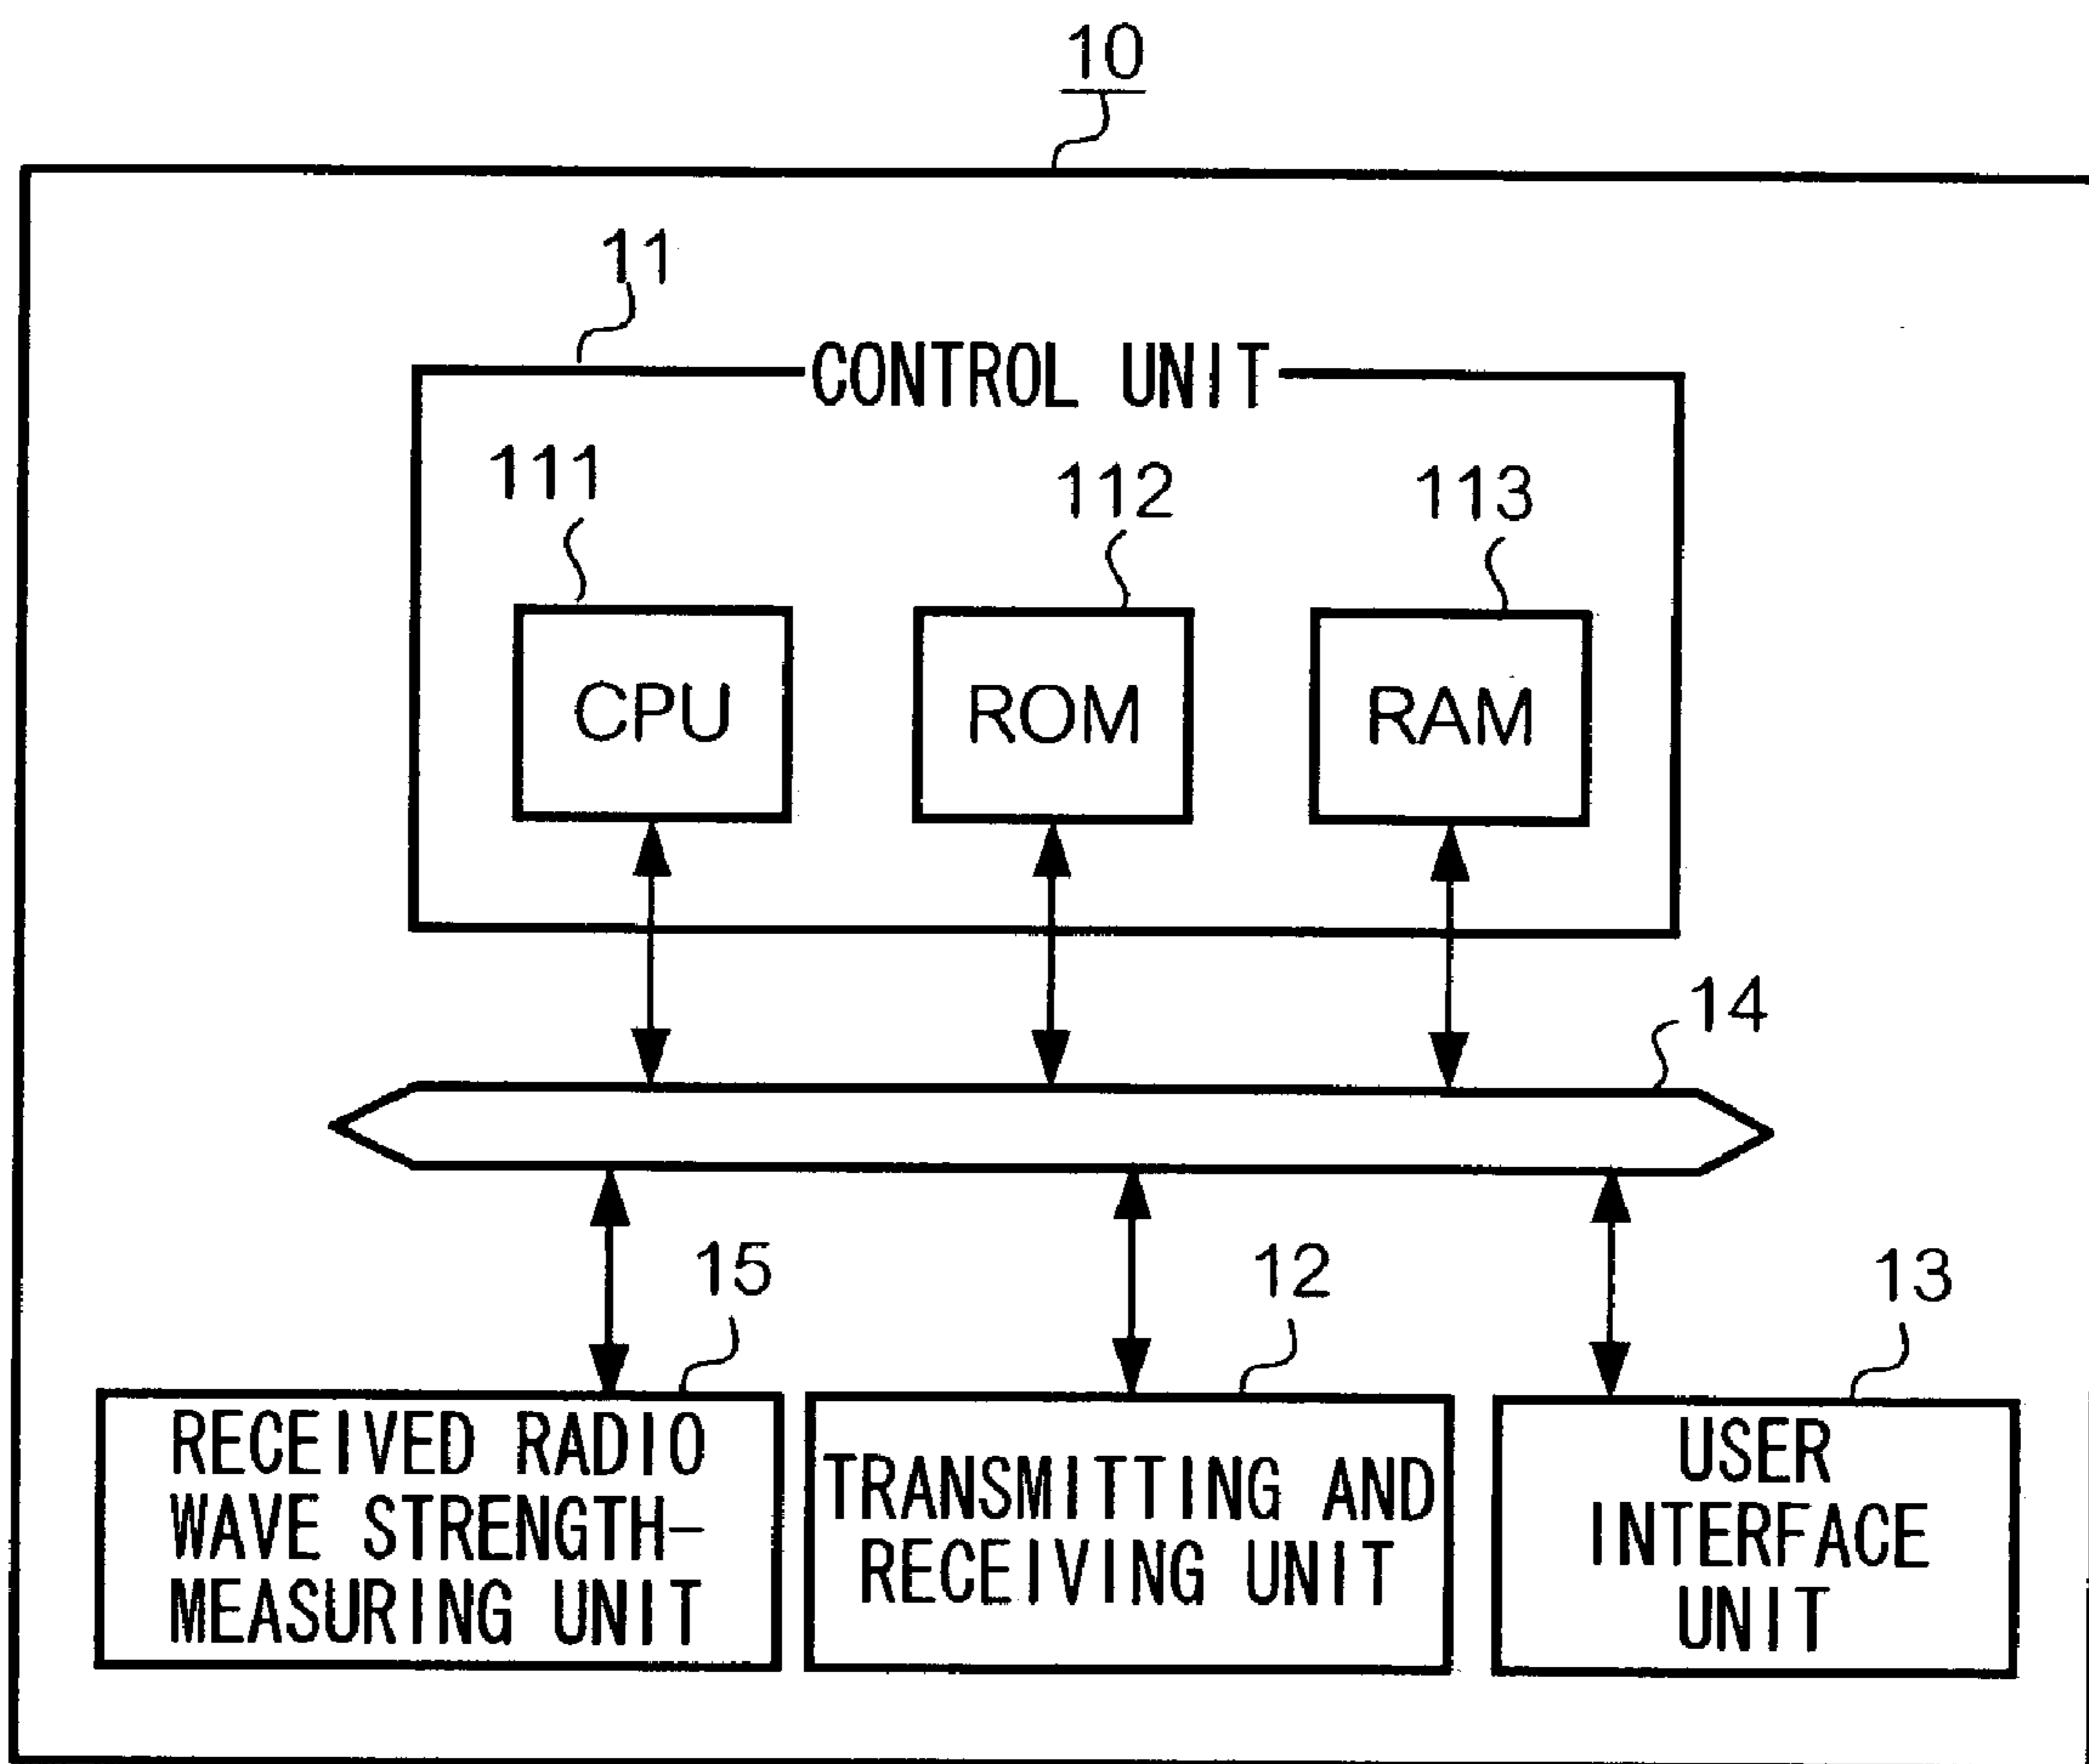 10
11
CONTROL UNIT
111
112
113
CPU
ROM
RAM
14
15
12
13
RECEIVED RADIO
WAVE STRENGTH-
MEASURING UNIT
TRANSMITTING AND
RECEIVING UNIT
USER
INTERFACE
UNIT